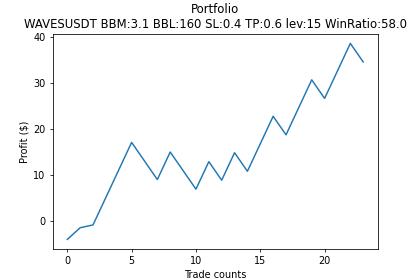 Portfolio
WAVESUSDT BBM:3.1 BBL:160 SL:0.4 TP:0.6 lev:15 WinRatio:58.0
40
30
20
10
0
Profit ($)
0 5 10 15 20
Trade counts